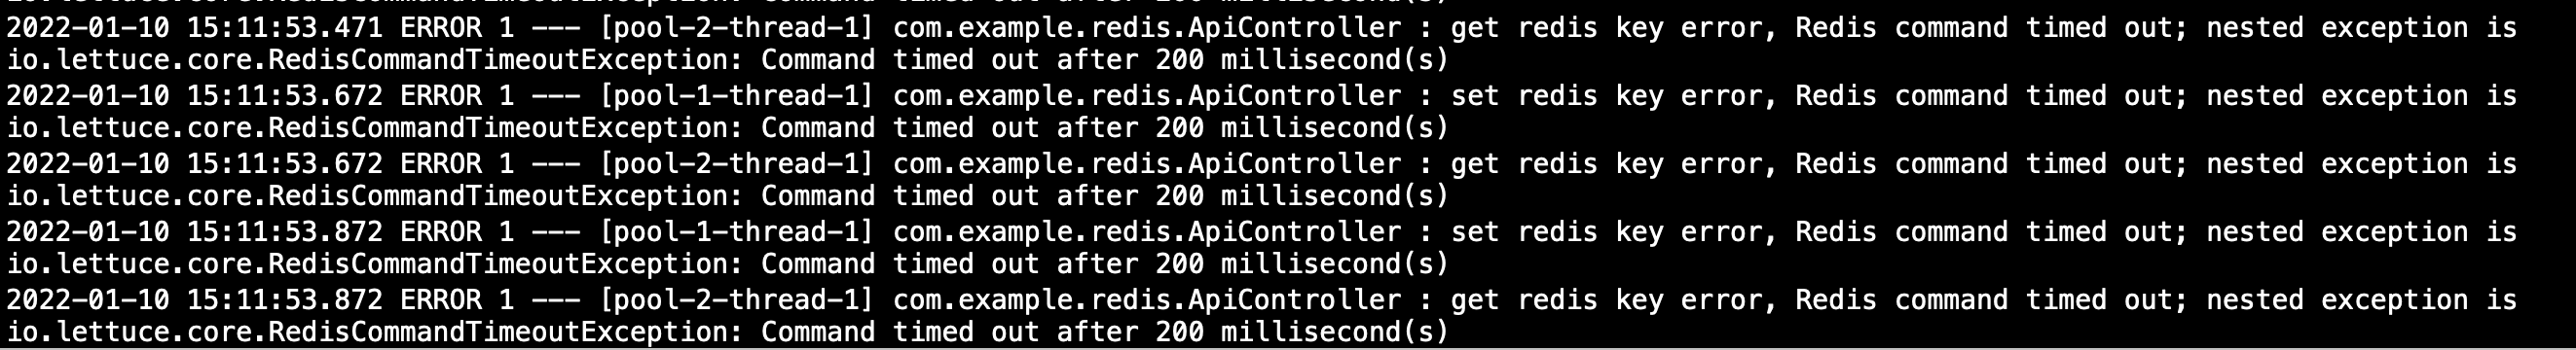 io.lettuce.core.RedisCommandTimeoutException: Command timed out after 200 millisecond(s)
2022-01-10 15:11:53.471 ERROR 1 --- [pool-2-thread-1] com.example.redis.ApiController : get redis key error, Redis command timed out; nested exception is
io.lettuce.core.RedisCommandTimeoutException: Command timed out after 200 millisecond(s)
2022-01-10 15:11:53.672 ERROR 1 --- [pool-1-thread-1] com.example.redis.ApiController : set redis key error, Redis command timed out; nested exception is
io.lettuce.core.RedisCommandTimeoutException: Command timed out after 200 millisecond(s)
2022-01-10 15:11:53.672 ERROR 1 --- [pool-2-thread-1] com.example.redis.ApiController : get redis key error, Redis command timed out; nested exception is
io.lettuce.core.RedisCommandTimeoutException: Command timed out after 200 millisecond(s)
2022-01-10 15:11:53.872 ERROR 1 --- [pool-1-thread-1] com.example.redis.ApiController : set redis key error, Redis command timed out; nested exception is
io.lettuce.core.RedisCommandTimeoutException: Command timed out after 200 millisecond(s)
2022-01-10 15:11:53.872 ERROR 1 --- [pool-2-thread-1] com.example.redis.ApiController : get redis key error, Redis command timed out; nested exception is
io.lettuce.core.RedisCommandTimeoutException: Command timed out after 200 millisecond(s)